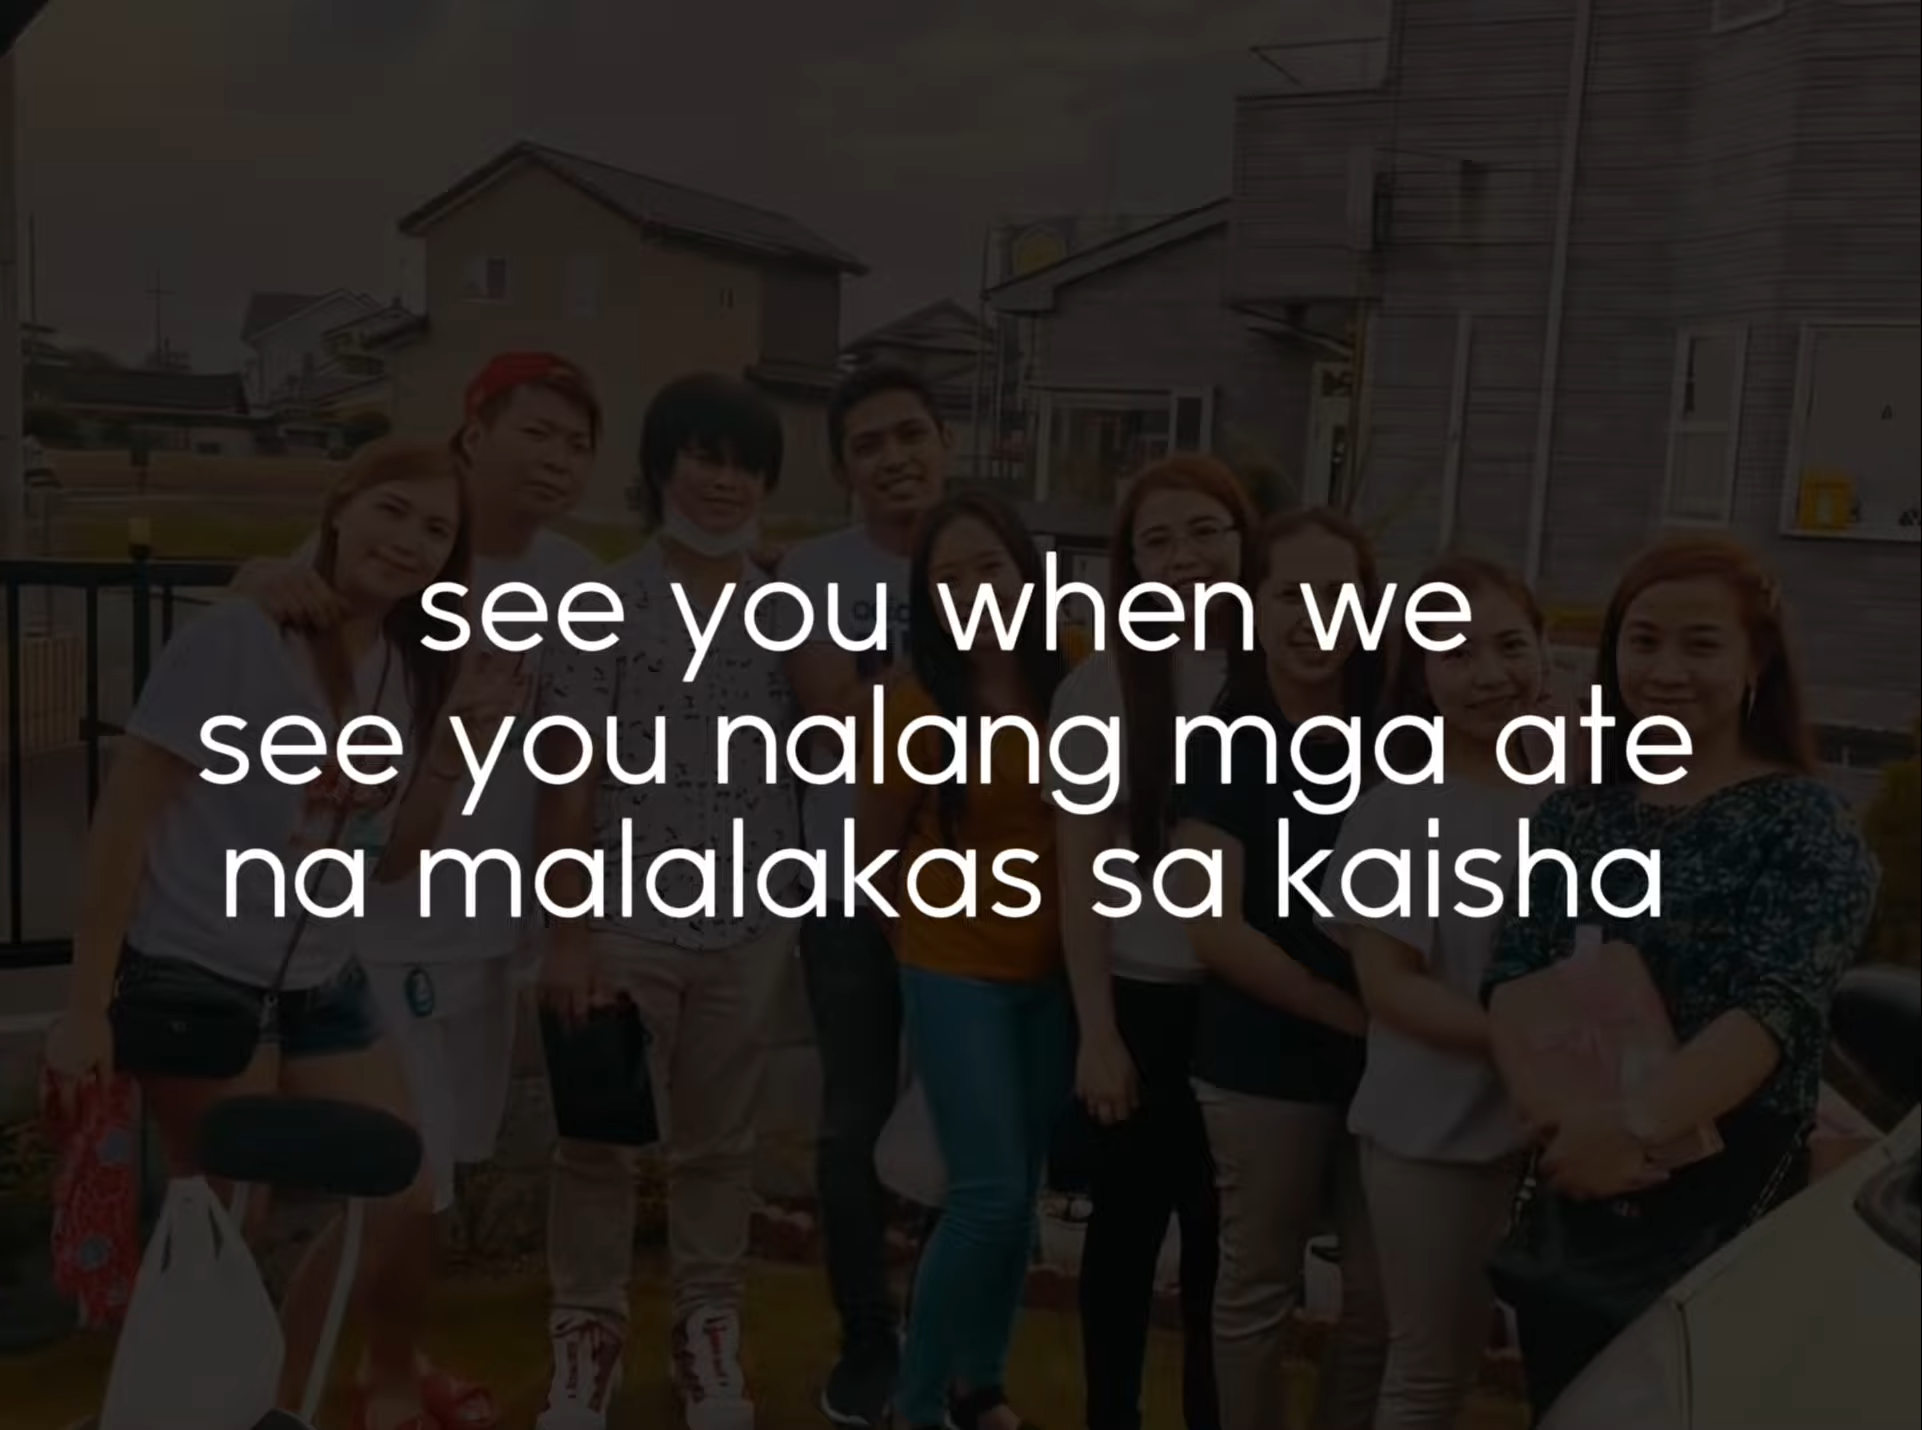 see you when we
see you nalang mga ate
na malalakas sa kaisha